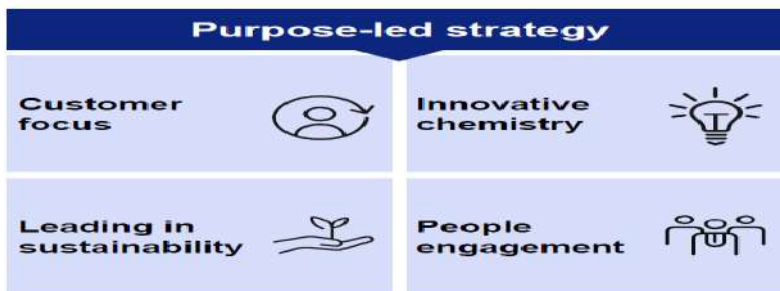 Purpose-led strategy
Customer
focus
Innovative
chemistry
Leading in
sustainability
People
engagement